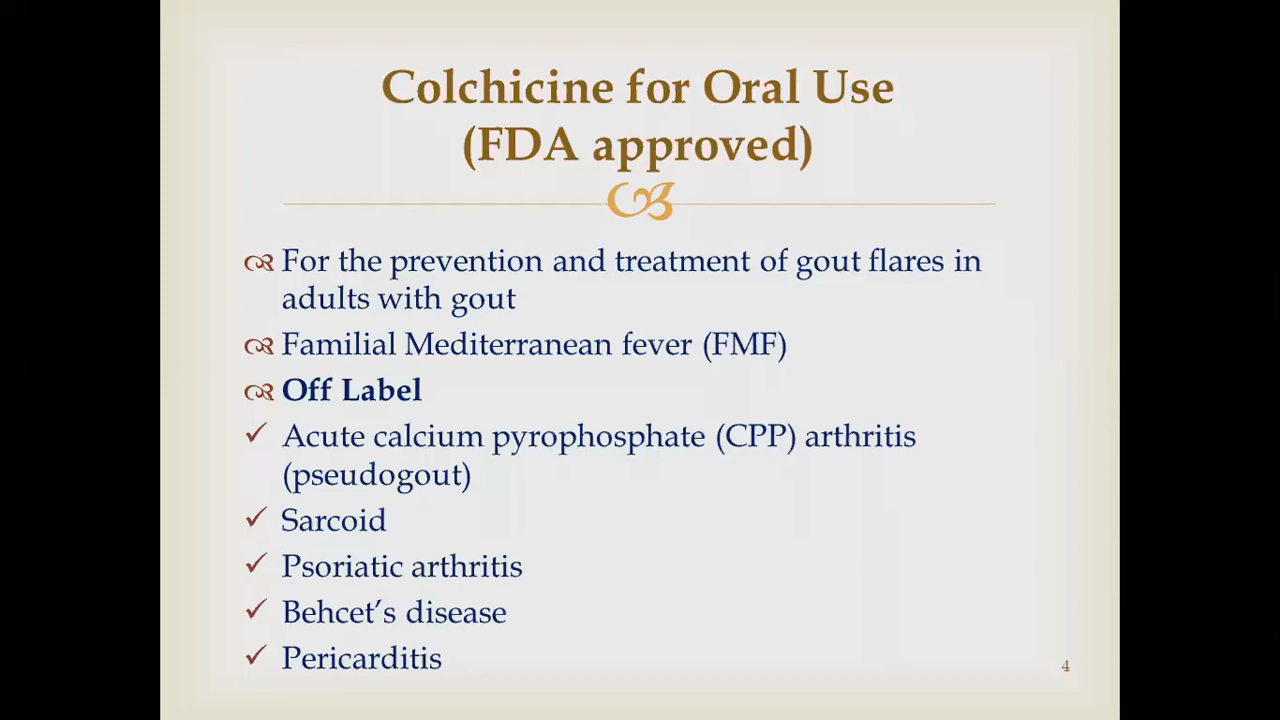 Colchicine for Oral Use
(FDA approved)
For the prevention and treatment of gout flares in
adults with gout
Familial Mediterranean fever (FMF)
Off Label
Acute calcium pyrophosphate (CPP) arthritis
(pseudogout)
Sarcoid
Psoriatic arthritis
Behcet’s disease
Pericarditis
4